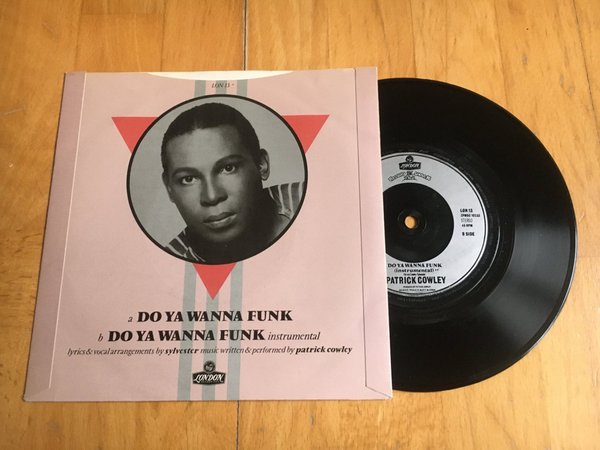 LON 13
a DO YA WANNA FUNK
b DO YA WANNA FUNK instrumental
lyrics & vocal arrangements by sylvester music written & performed by patrick cowley
LONDON
LONDON
LON 13
STEREO
45 RPM
B SIDE
DO YA WANNA FUNK
(instrumental)
PATRICK COWLEY